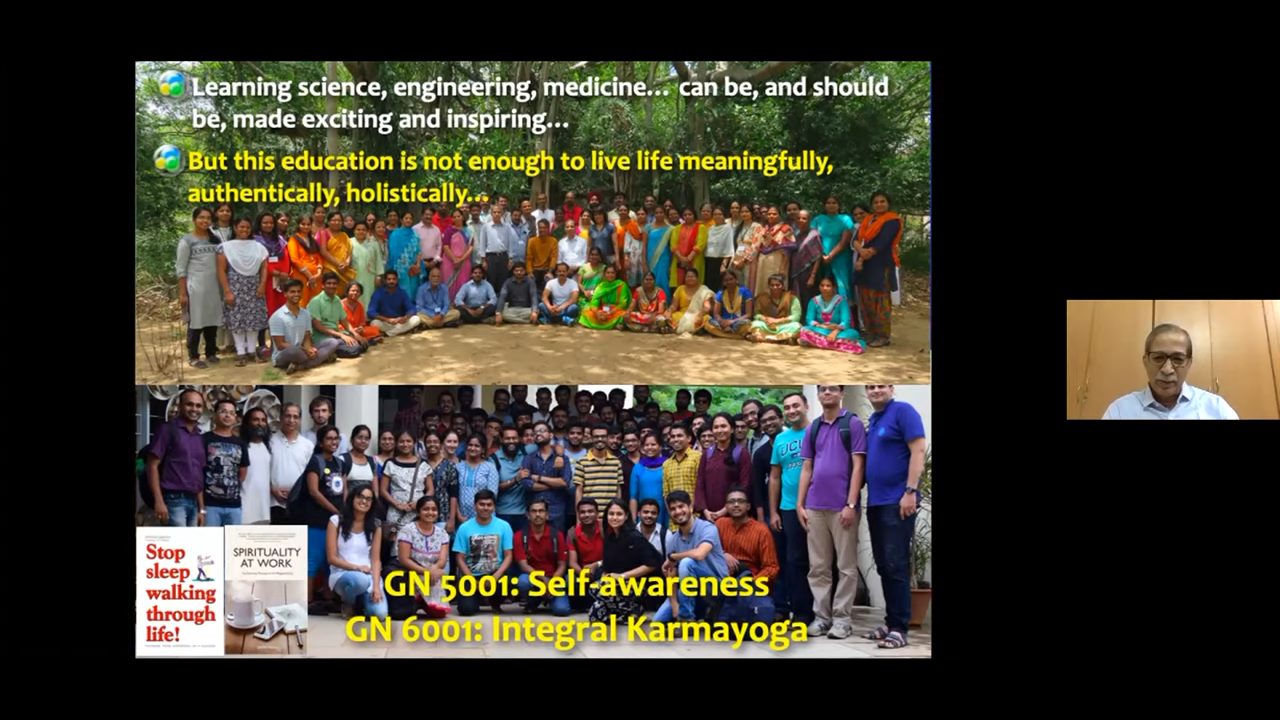 Learning science, engineering, medicine... can be, and should
be, made exciting and inspiring...
But this education is not enough to live life meaningfully,
authentically, holistically...
Stop
sleep
walking
through
life!
SPIRITUALITY
AT WORK
GN 5001: Self-awareness
GN 6001: Integral Karmayoga